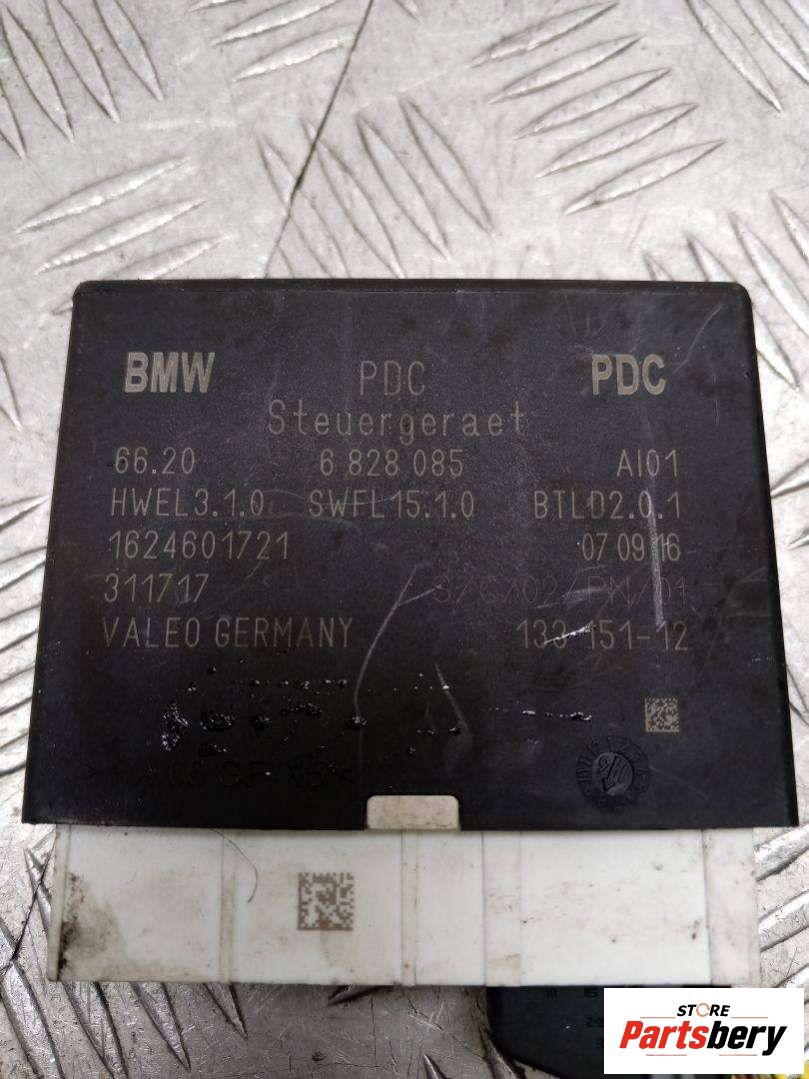 BMW PDC PDC
Steuergeraet
66.20 6 828 085 AI01
HWEL3.1.0 SWFL15.1.0 BTLD2.0.1
1624601721 07 09 16
311717
VALEO GERMANY 133 151-12
STORE
Partsbery